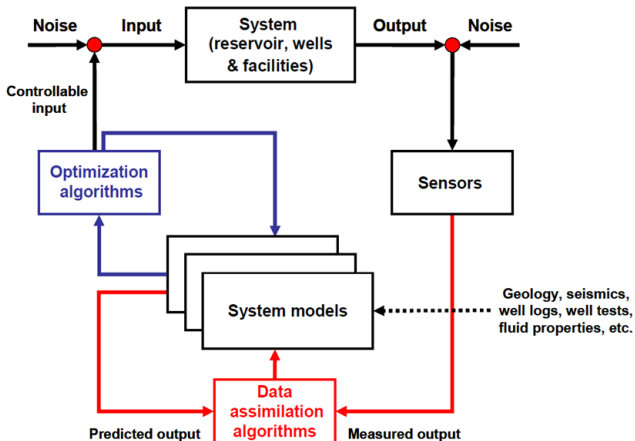 Noise
Input
System
(reservoir, wells
& facilities)
Output
Noise
Controllable
input
Optimization
algorithms
Sensors
System models
Geology, seismics,
well logs, well tests,
fluid properties, etc.
Data
assimilation
algorithms
Predicted output
Measured output